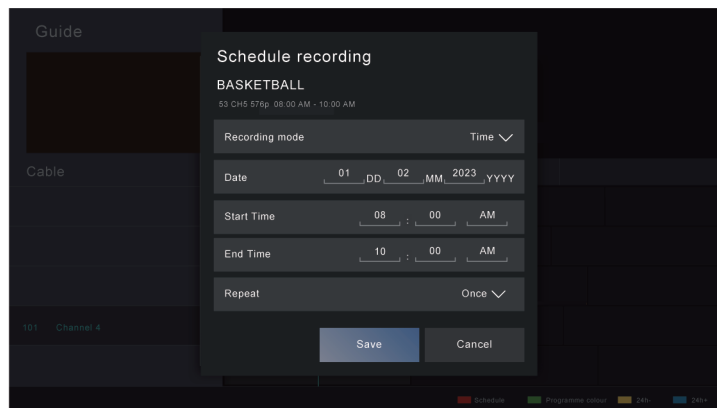 Guide
Schedule recording
BASKETBALL
53 CH5 576p 08:00 AM - 10:00 AM
Recording mode Time
Cable
Date 01 DD 02 MM 2023 YYYY
Start Time 08 : 00 AM
End Time 10 : 00 AM
Repeat Once
101 Channel 4
Save Cancel
Schedule Programme colour 24h- 24h+